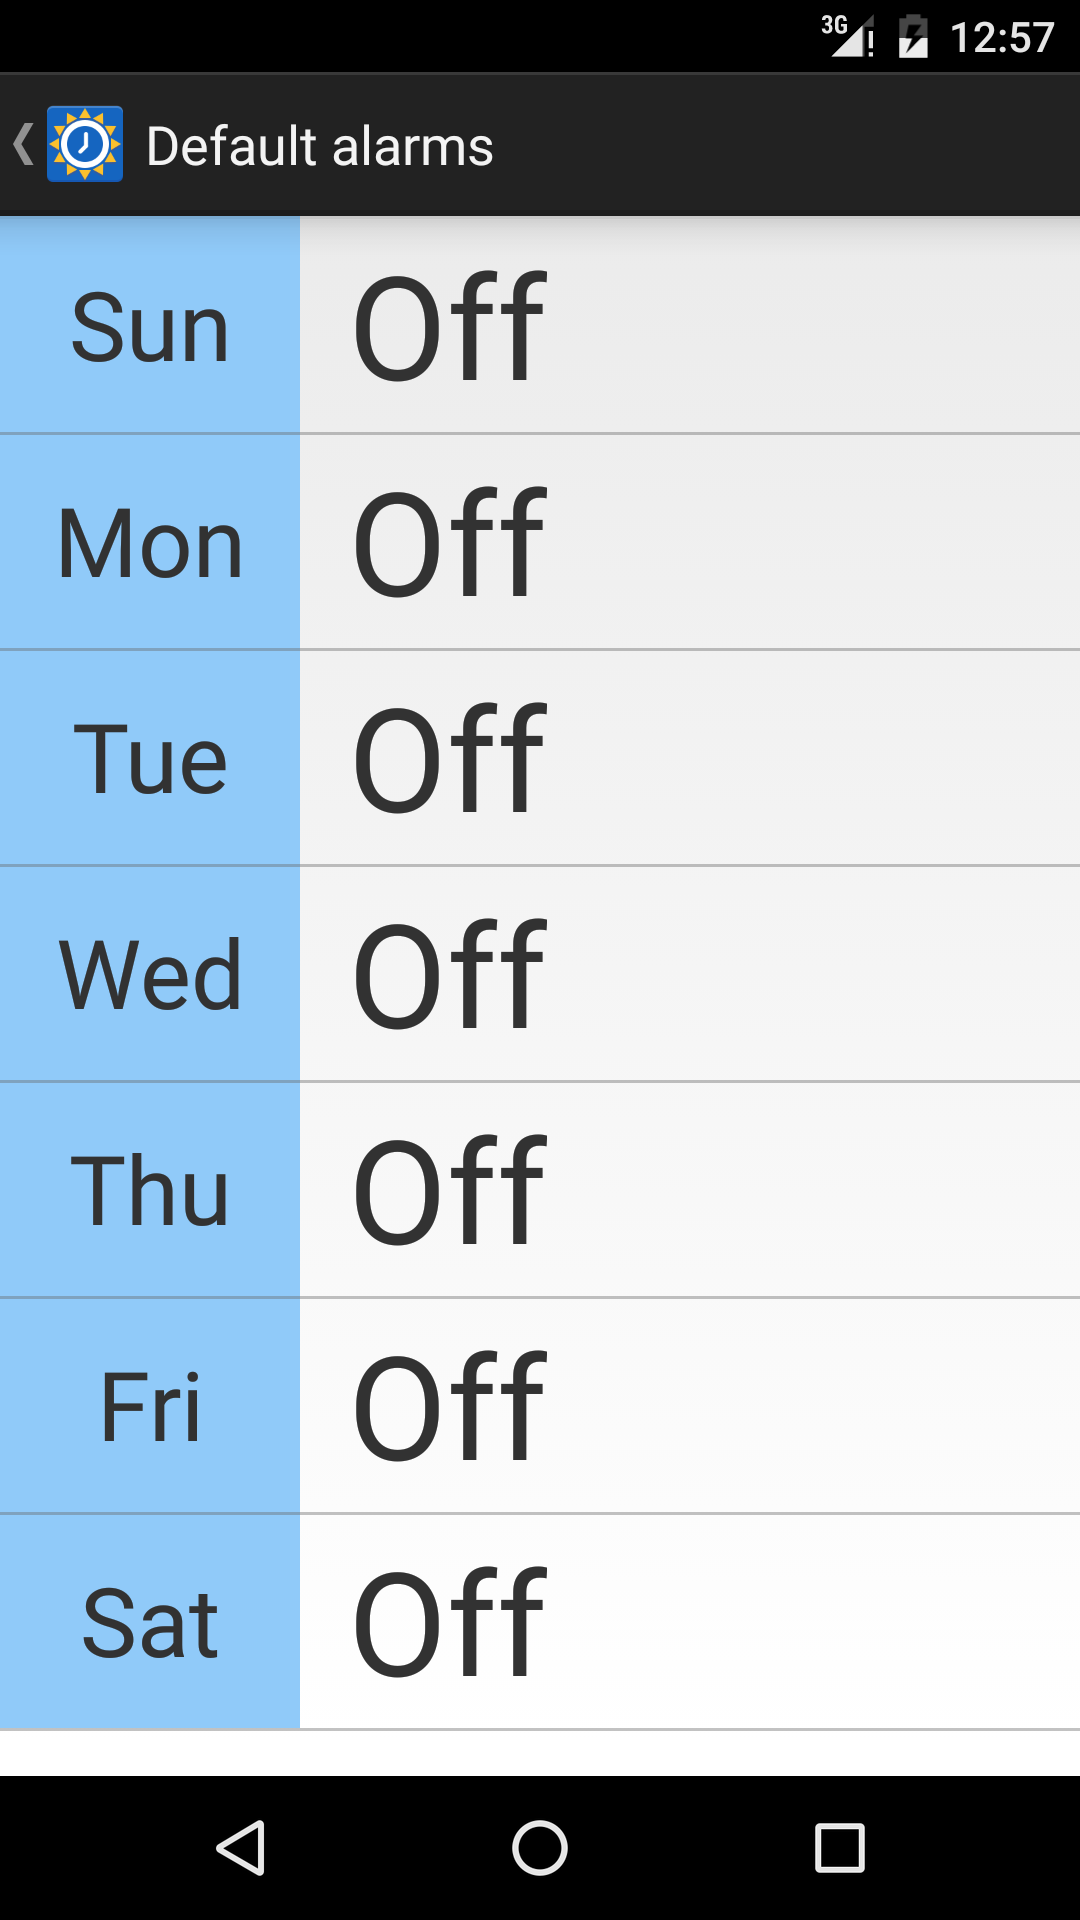 3G ! 12:57
Default alarms
Sun Off
Mon Off
Tue Off
Wed Off
Thu Off
Fri Off
Sat Off